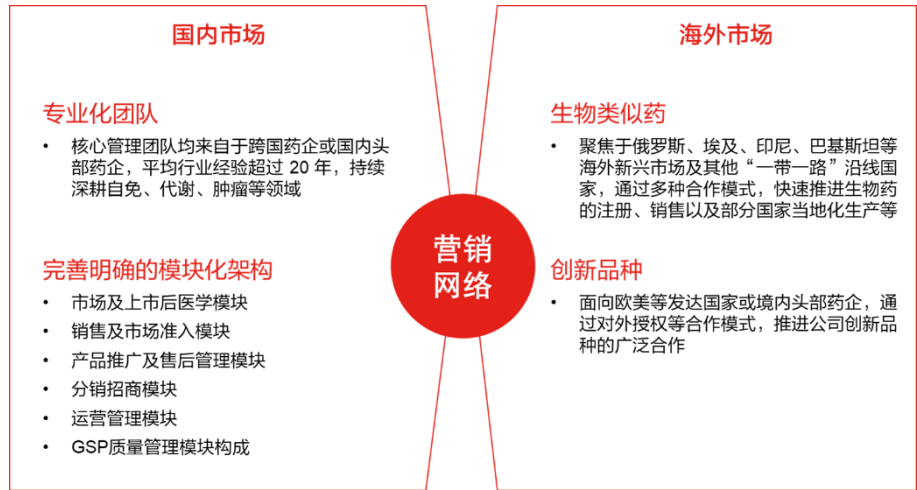 国内市场
专业化团队
• 核心管理团队均来自于跨国药企或国内头
部药企，平均行业经验超过 20 年，持续
深耕自免、代谢、肿瘤等领域
完善明确的模块化架构
• 市场及上市后医学模块
• 销售及市场准入模块
• 产品推广及售后管理模块
• 分销招商模块
• 运营管理模块
• GSP质量管理模块构成
营销
网络
海外市场
生物类似药
• 聚焦于俄罗斯、埃及、印尼、巴基斯坦等
海外新兴市场及其他“一带一路”沿线国
家，通过多种合作模式，快速推进生物药
的注册、销售以及部分国家当地化生产等
创新品种
• 面向欧美等发达国家或境内头部药企，通
过对外授权等合作模式，推进公司创新品
种的广泛合作